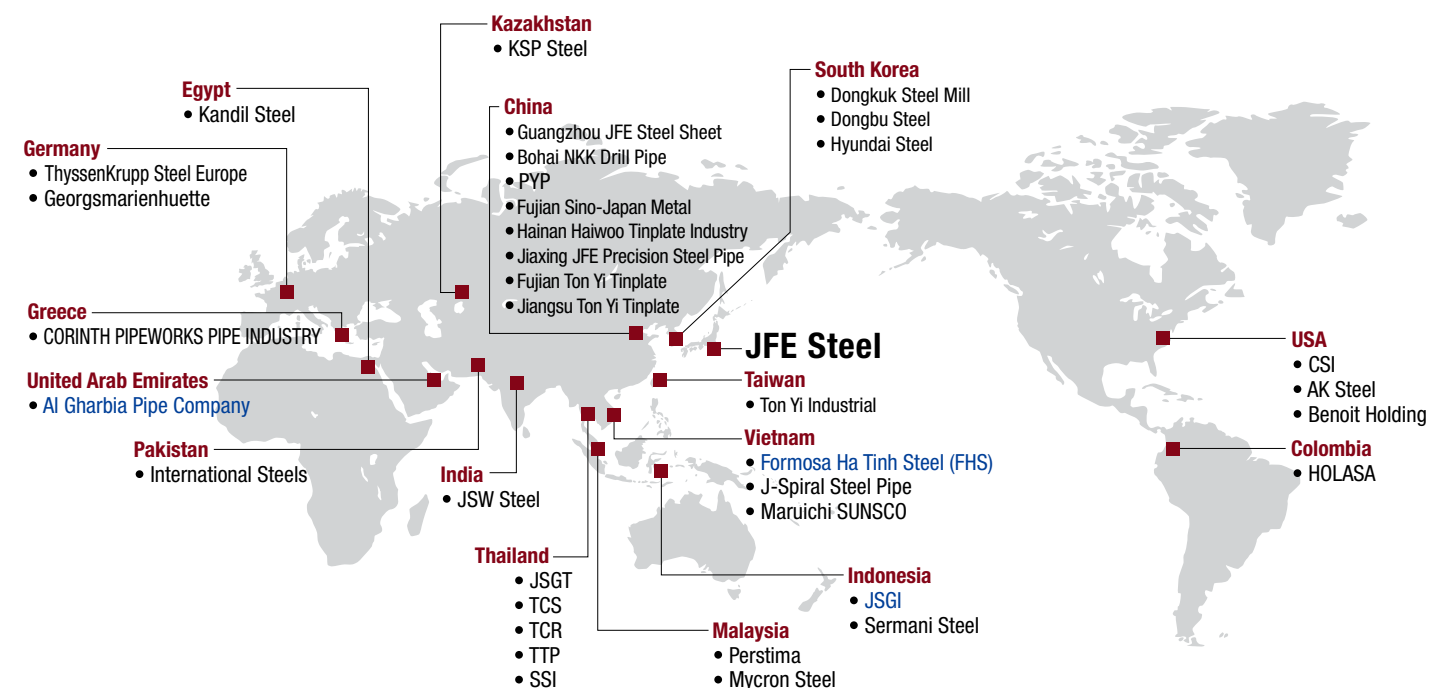 Kazakhstan
• KSP Steel
Egypt
• Kandil Steel
Germany
• ThyssenKrupp Steel Europe
• Georgsmarienhuette
China
• Guangzhou JFE Steel Sheet
• Bohai NKK Drill Pipe
• PYP
• Fujian Sino-Japan Metal
• Hainan Haiwoo Tinplate Industry
• Jiaxing JFE Precision Steel Pipe
• Fujian Ton Yi Tinplate
• Jiangsu Ton Yi Tinplate
South Korea
• Dongkuk Steel Mill
• Dongbu Steel
• Hyundai Steel
Greece
• CORINTH PIPEWORKS PIPE INDUSTRY
United Arab Emirates
• Al Gharbia Pipe Company
Pakistan
• International Steels
India
• JSW Steel
JFE Steel
Taiwan
• Ton Yi Industrial
Vietnam
• Formosa Ha Tinh Steel (FHS)
• J-Spiral Steel Pipe
• Maruichi SUNSCO
USA
• CSI
• AK Steel
• Benoit Holding
Colombia
• HOLASA
Thailand
• JSGT
• TCS
• TCR
• TTP
• SSI
Malaysia
• Perstima
• Mycron Steel
Indonesia
• JSGI
• Sermani Steel